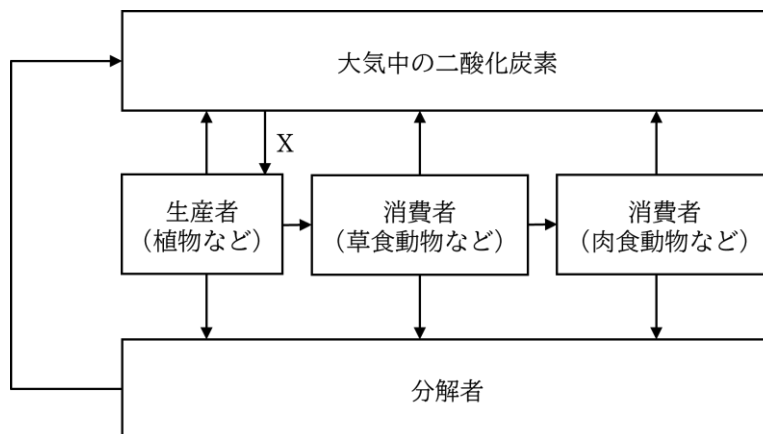 大気中の二酸化炭素
X
生産者
（植物など）
消費者
（草食動物など）
消費者
（肉食動物など）
分解者